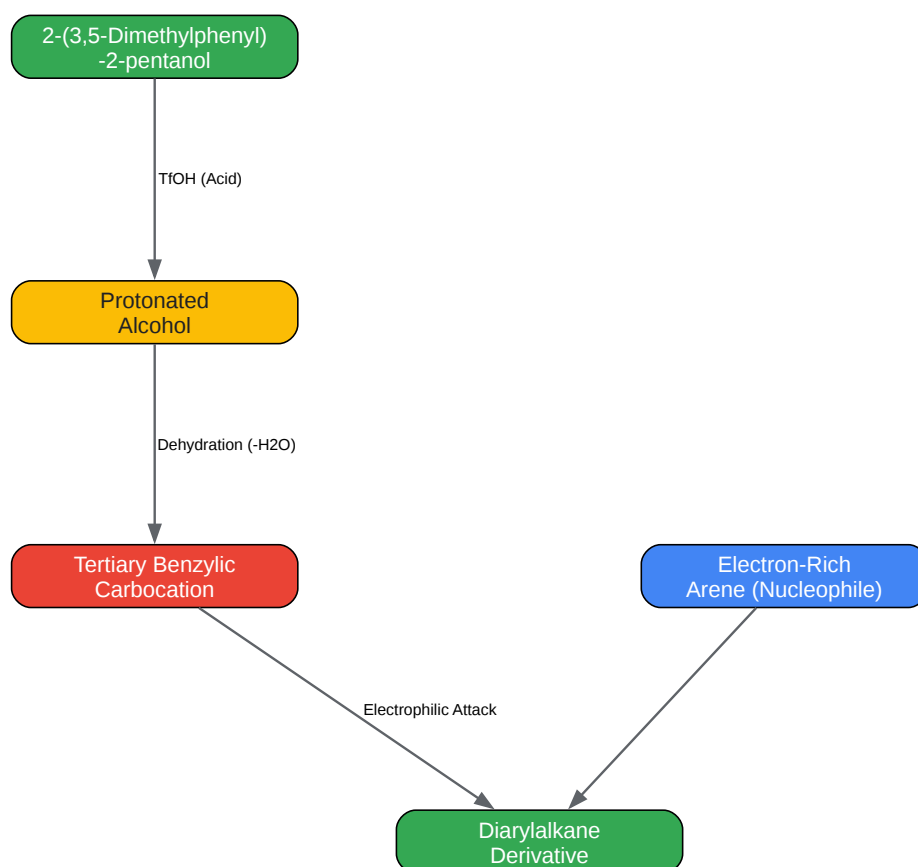 2-(3,5-Dimethylphenyl)
-2-pentanol
TfOH (Acid)
Protonated
Alcohol
Dehydration (-H2O)
Tertiary Benzylic
Carbocation
Electron-Rich
Arene (Nucleophile)
Electrophilic Attack
Diarylalkane
Derivative